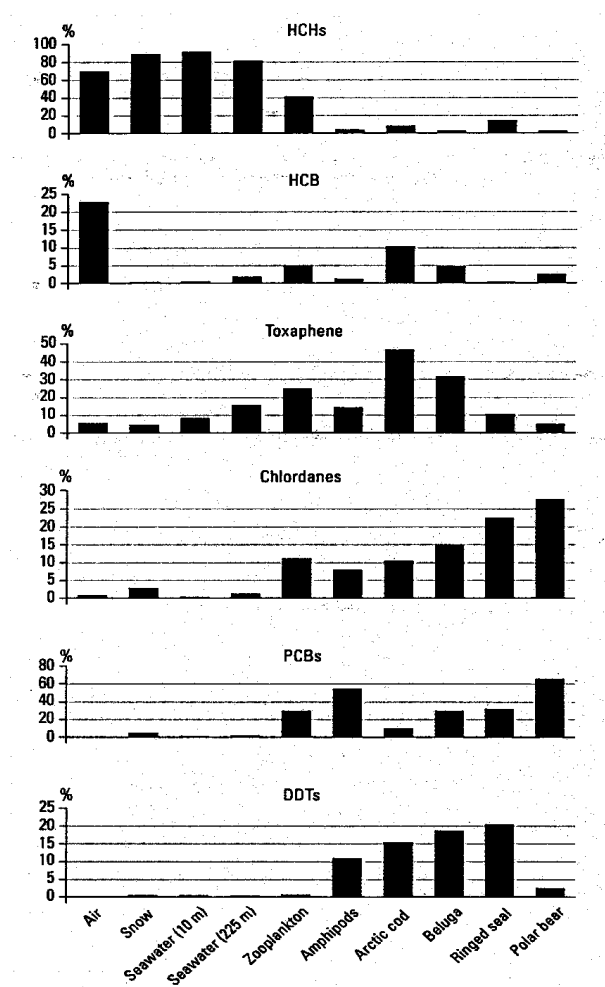 HCHs
%
100
80
60
40
20
0
HCB
%
25
20
15
10
5
0
Toxaphene
%
50
40
30
20
10
0
Chlordanes
%
30
25
20
15
10
5
0
PCBs
%
80
60
40
20
0
DDTs
%
25
20
15
10
5
0
Air
Snow
Seawater (10 m)
Seawater (225 m)
Zooplankton
Amphipods
Arctic cod
Beluga
Ringed seal
Polar bear